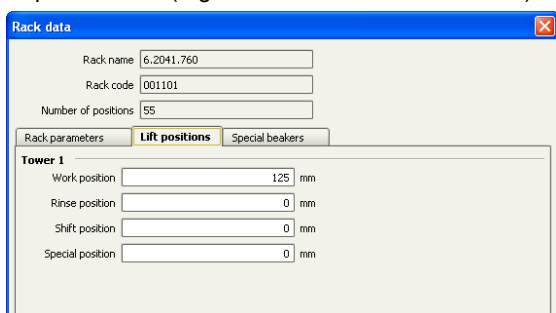 Rack data
Rack name 6.2041.760
Rack code 001101
Number of positions 55
Rack parameters Lift positions Special beakers
Tower 1
Work position 125 mm
Rinse position 0 mm
Shift position 0 mm
Special position 0 mm